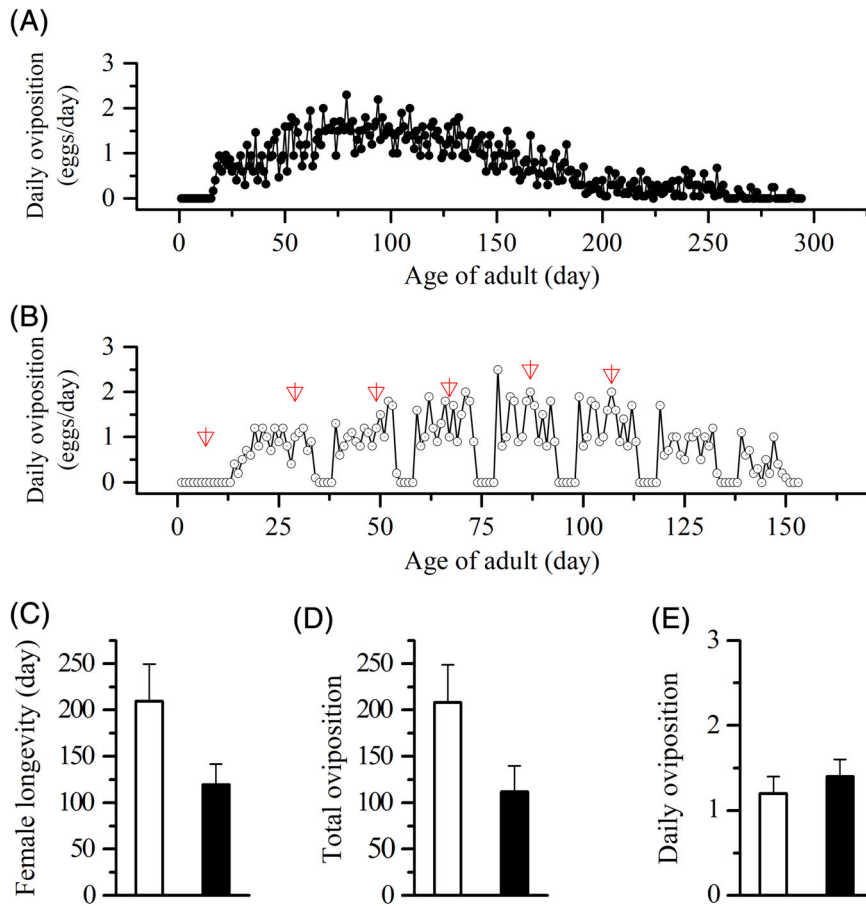 (A)
Daily oviposition
(eggs/day)
3
2
1
0
0 50 100 150 200 250 300
Age of adult (day)
(B)
Daily oviposition
(eggs/day)
3
2
1
0
0 25 50 75 100 125 150
Age of adult (day)
(C)
Female longevity (day)
250
200
150
100
50
0
(D)
Total oviposition
250
200
150
100
50
0
(E)
Daily oviposition
3
2
1
0